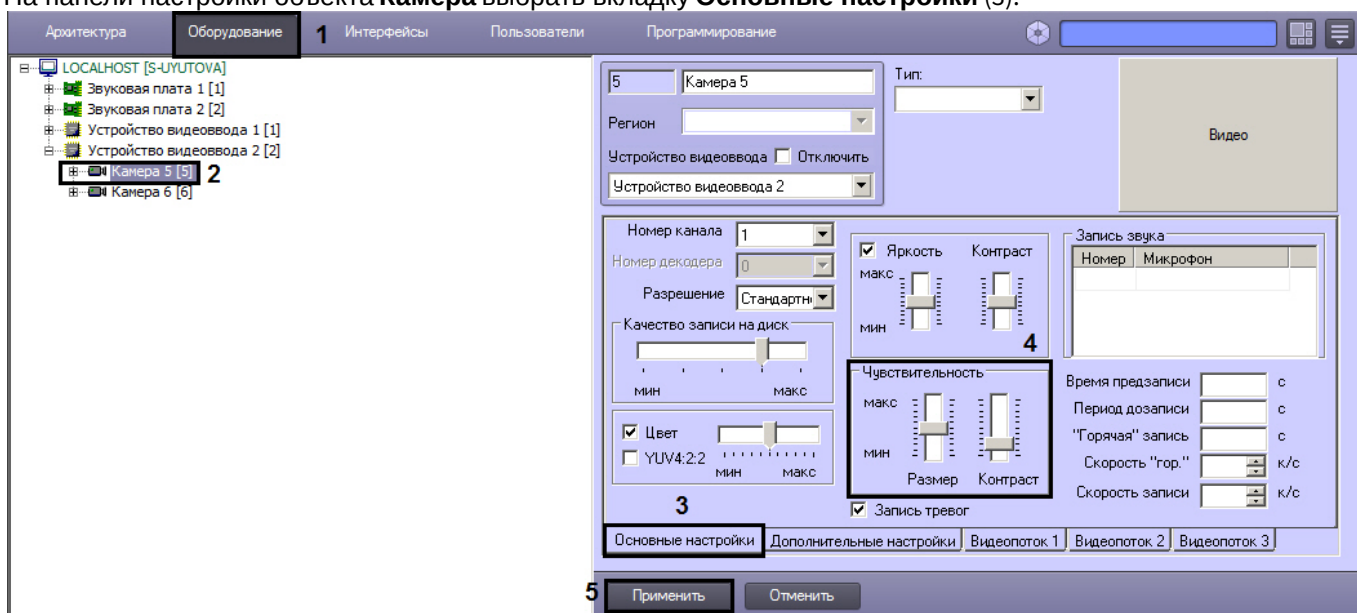 На панели настройки объекта Камера выбрать вкладку Основные настройки (3).
Архитектура Оборудование 1 Интерфейсы Пользователи Программирование
LOCALHOST [S-UYUTOVA]
Звуковая плата 1 [1]
Звуковая плата 2 [2]
Устройство видеоввода 1 [1]
Устройство видеоввода 2 [2]
Камера 5 [5] 2
Камера 6 [6]
5 Камера 5
Тип:
Регион
Устройство видеоввода Отключить
Устройство видеоввода 2
Видео
Номер канала 1
Номер декодера 0
Разрешение Стандартн
Качество записи на диск
мин макс
Цвет
YUV4:2:2
мин макс
3
Яркость Контраст
макс
мин
4
Чувствительность
макс
мин
Размер Контраст
Запись тревог
Запись звука
Номер Микрофон
Время предзаписи с
Период дозаписи с
"Горячая" запись с
Скорость "гор." к/с
Скорость записи к/с
Основные настройки Дополнительные настройки Видеопоток 1 Видеопоток 2 Видеопоток 3
5 Применить Отменить